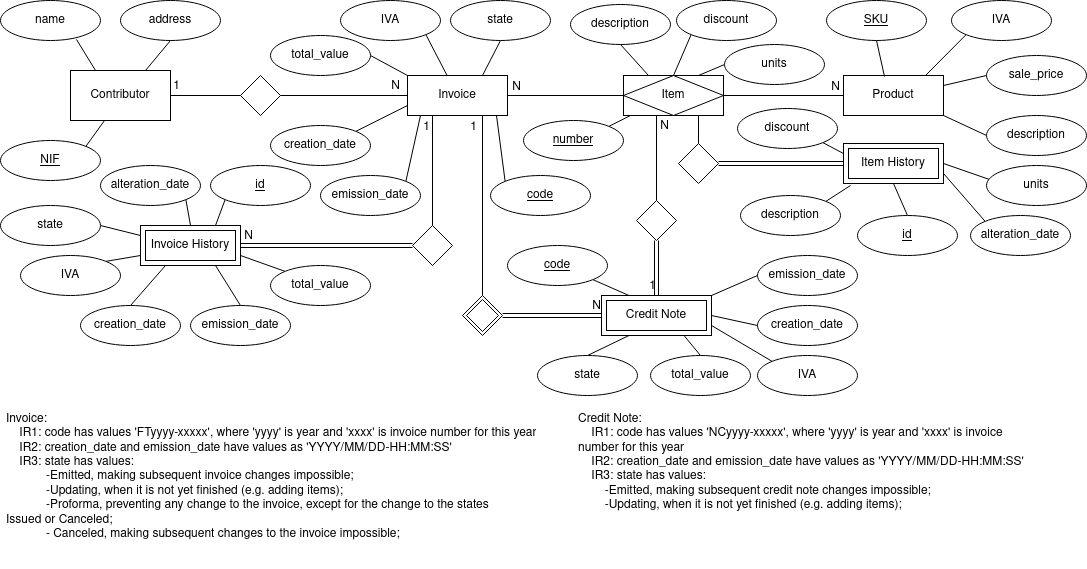 name
address
IVA
state
description
discount
SKU
IVA
total_value
units
sale_price
Contributor
1
N
Invoice
N
Item
N
Product
1
1
N
number
discount
description
creation_date
NIF
Item History
alteration_date
id
emission_date
code
units
state
description
id
alteration_date
Invoice History
N
IVA
total_value
code
emission_date
1
N
Credit Note
creation_date
emission_date
creation_date
state
total_value
IVA
Invoice:
IR1: code has values 'FTyyyy-xxxxx', where 'yyyy' is year and 'xxxx' is invoice number for this year
IR2: creation_date and emission_date have values as 'YYYY/MM/DD-HH:MM:SS'
IR3: state has values:
-Emitted, making subsequent invoice changes impossible;
-Updating, when it is not yet finished (e.g. adding items);
-Proforma, preventing any change to the invoice, except for the change to the states
Issued or Canceled;
- Canceled, making subsequent changes to the invoice impossible;
Credit Note:
IR1: code has values 'NCyyyy-xxxxx', where 'yyyy' is year and 'xxxx' is invoice
number for this year
IR2: creation_date and emission_date have values as 'YYYY/MM/DD-HH:MM:SS'
IR3: state has values:
-Emitted, making subsequent credit note changes impossible;
-Updating, when it is not yet finished (e.g. adding items);